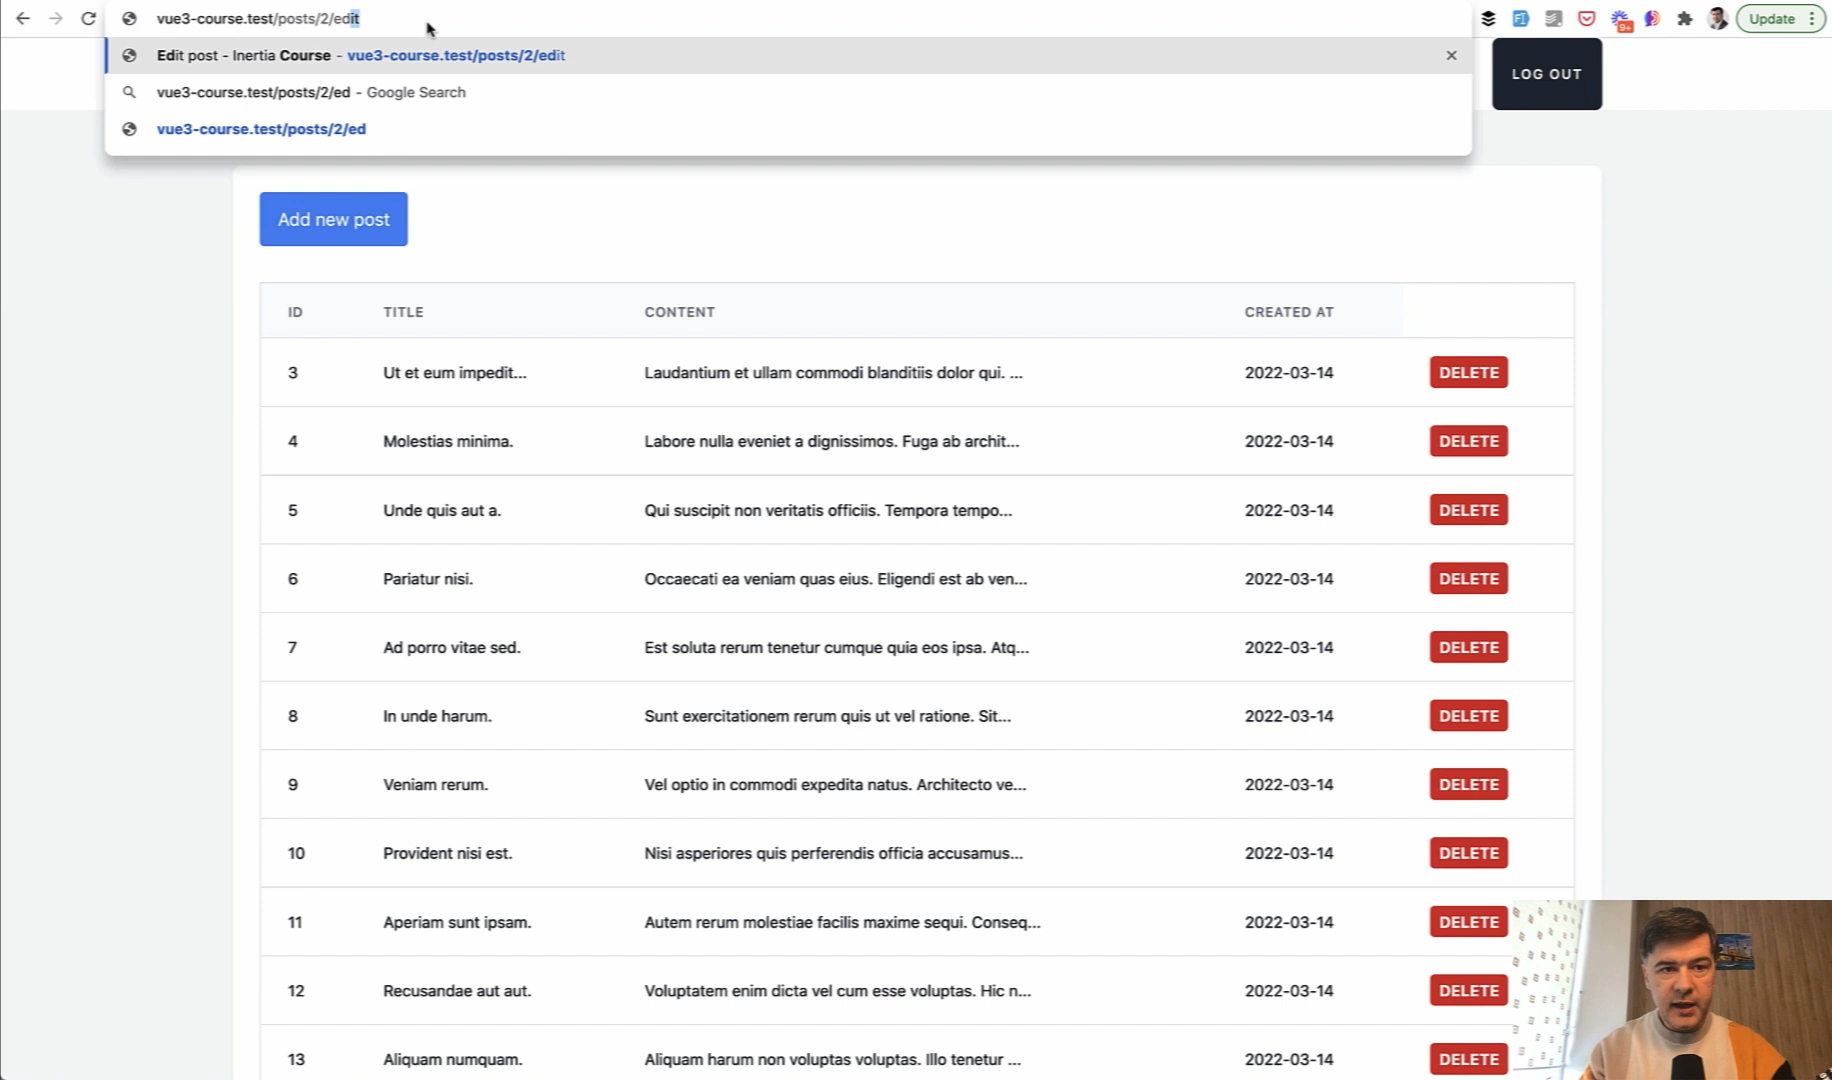 vue3-course.test/posts/2/edit
Update
Edit post - Inertia Course - vue3-course.test/posts/2/edit
vue3-course.test/posts/2/ed - Google Search
vue3-course.test/posts/2/ed
9+
LOG OUT
Add new post
ID TITLE CONTENT CREATED AT
3 Ut et eum impedit... Laudantium et ullam commodi blanditiis dolor qui. ... 2022-03-14 DELETE
4 Molestias minima. Labore nulla eveniet a dignissimos. Fuga ab archit... 2022-03-14 DELETE
5 Unde quis aut a. Qui suscipit non veritatis officiis. Tempora tempo... 2022-03-14 DELETE
6 Pariatur nisi. Occaecati ea veniam quas eius. Eligendi est ab ven... 2022-03-14 DELETE
7 Ad porro vitae sed. Est soluta rerum tenetur cumque quia eos ipsa. Atq... 2022-03-14 DELETE
8 In unde harum. Sunt exercitationem rerum quis ut vel ratione. Sit... 2022-03-14 DELETE
9 Veniam rerum. Vel optio in commodi expedita natus. Architecto ve... 2022-03-14 DELETE
10 Provident nisi est. Nisi asperiores quis perferendis officia accusamus... 2022-03-14 DELETE
11 Aperiam sunt ipsam. Autem rerum molestiae facilis maxime sequi. Conseq... 2022-03-14 DELETE
12 Recusandae aut aut. Voluptatem enim dicta vel cum esse voluptas. Hic n... 2022-03-14 DELETE
13 Aliquam numquam. Aliquam harum non voluptas voluptas. Illo tenetur ... 2022-03-14 DELETE